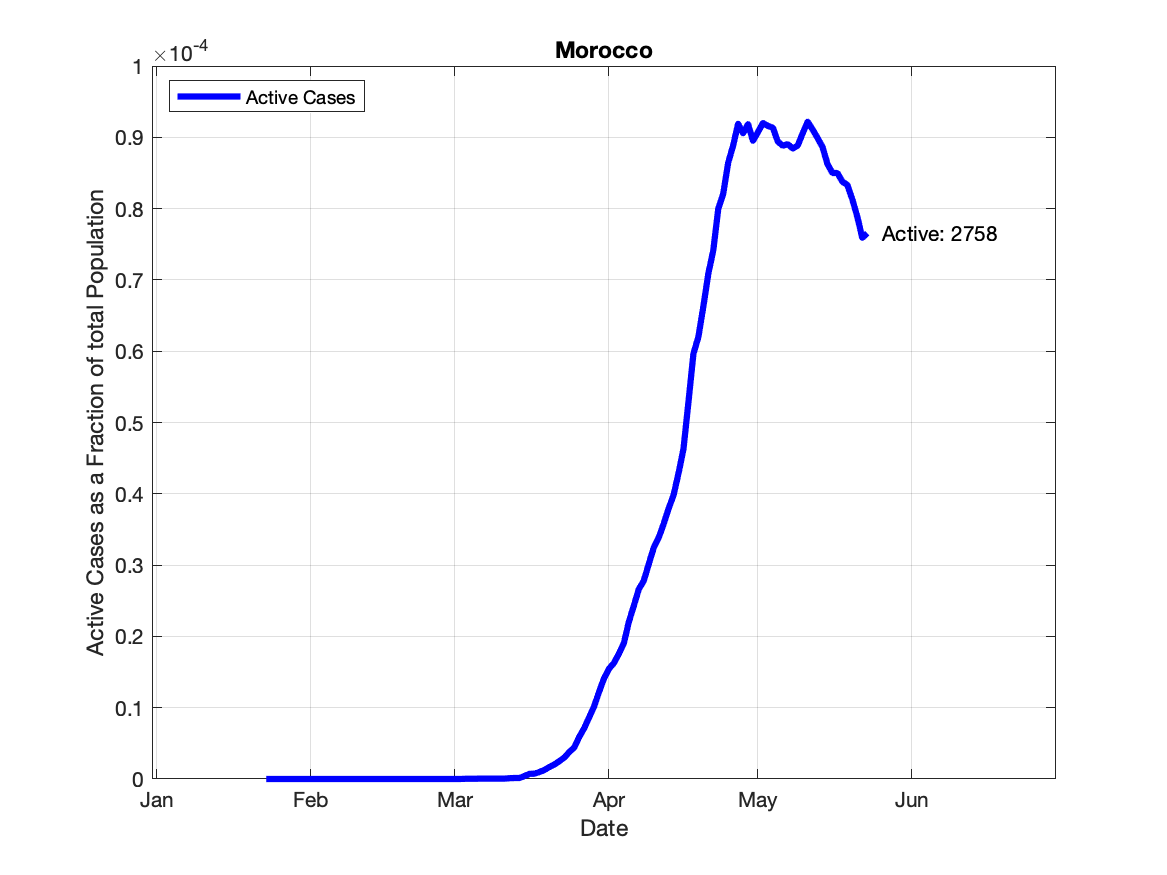 Morocco
×10-4
1
0.9
0.8
0.7
0.6
0.5
0.4
0.3
0.2
0.1
0
Active Cases as a Fraction of total Population
Active Cases
Active: 2758
Jan Feb Mar Apr May Jun
Date